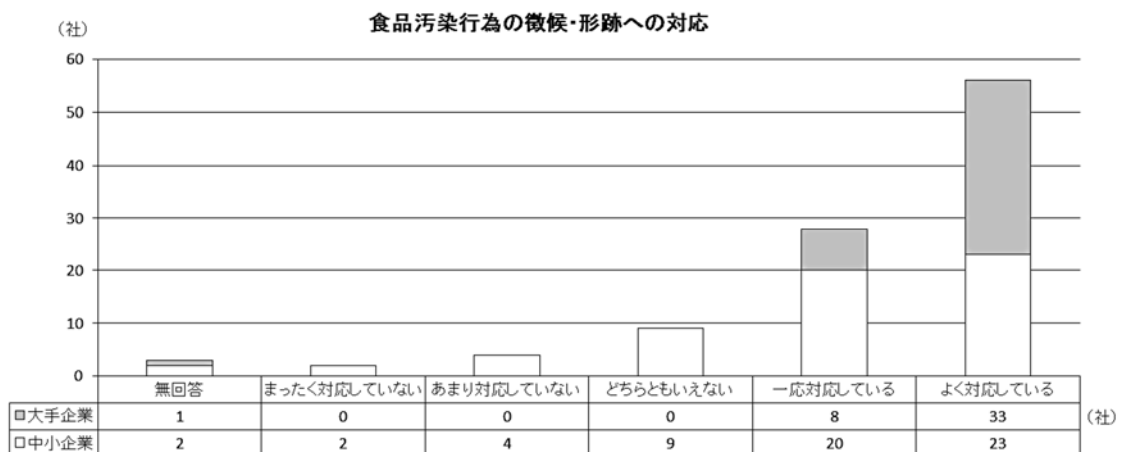 食品汚染行為の徴候・形跡への対応
（社）
60
50
40
30
20
10
0
無回答 まったく対応していない あまり対応していない どちらともいえない 一応対応している よく対応している
大手企業 1 0 0 0 8 33 （社）
中小企業 2 2 4 9 20 23